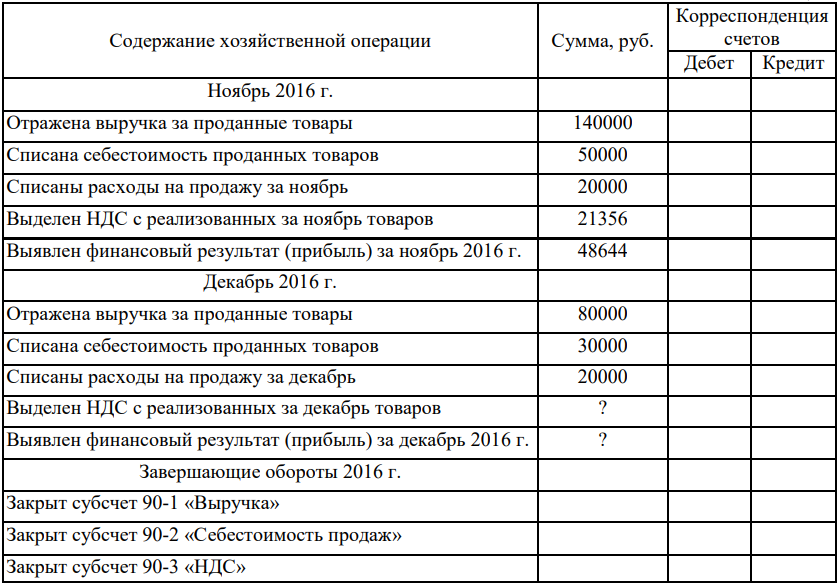 Содержание хозяйственной операции Сумма, руб. Корреспонденция счетов
Дебет Кредит
Ноябрь 2016 г.
Отражена выручка за проданные товары 140000
Списана себестоимость проданных товаров 50000
Списаны расходы на продажу за ноябрь 20000
Выделен НДС с реализованных за ноябрь товаров 21356
Выявлен финансовый результат (прибыль) за ноябрь 2016 г. 48644
Декабрь 2016 г.
Отражена выручка за проданные товары 80000
Списана себестоимость проданных товаров 30000
Списаны расходы на продажу за декабрь 20000
Выделен НДС с реализованных за декабрь товаров ?
Выявлен финансовый результат (прибыль) за декабрь 2016 г. ?
Завершающие обороты 2016 г.
Закрыт субсчет 90-1 «Выручка»
Закрыт субсчет 90-2 «Себестоимость продаж»
Закрыт субсчет 90-3 «НДС»